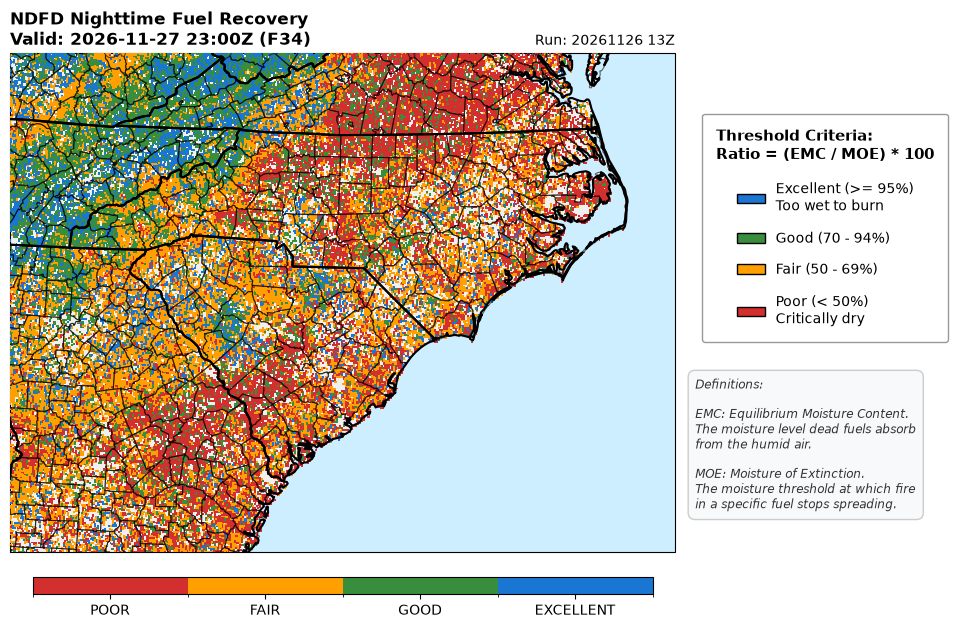 NDFD Nighttime Fuel Recovery
Valid: 2026-11-27 23:00Z (F34)
Run: 20261126 13Z
Threshold Criteria:
Ratio = (EMC / MOE) * 100
Excellent (>= 95%)
Too wet to burn
Good (70 - 94%)
Fair (50 - 69%)
Poor (< 50%)
Critically dry
Definitions:
EMC: Equilibrium Moisture Content.
The moisture level dead fuels absorb
from the humid air.
MOE: Moisture of Extinction.
The moisture threshold at which fire
in a specific fuel stops spreading.
POOR
FAIR
GOOD
EXCELLENT